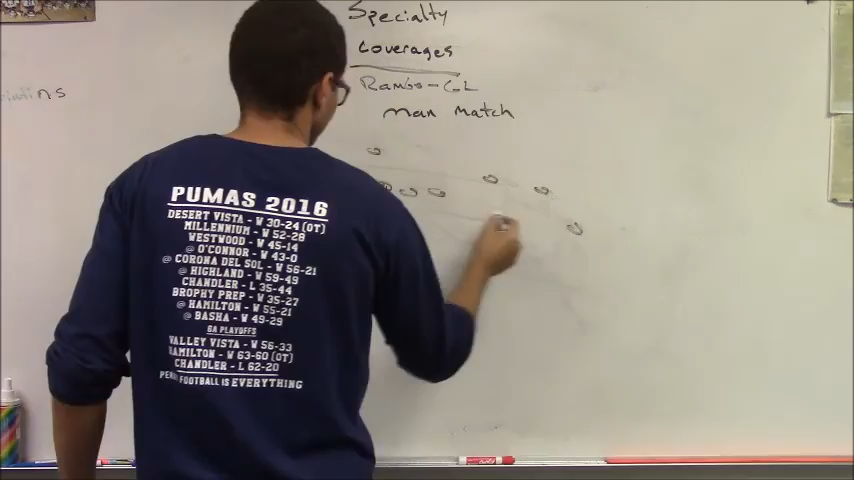 Specialty
Coverages
Man Match
PUMAS 2016
DESERT VISTA - W 30-24 (OT)
MILLENNIUM - W 52-28
WESTWOOD - W 45-14
@ O'CONNOR - W 43-0
@ CORONA DEL SOL - W 56-21
@ HIGHLAND - W 59-49
CHANDLER - L 35-44
BROPHY PREP - W 35-27
@ HAMILTON - W 55-21
@ BASHA - W 49-29
6A PLAYOFFS
VALLEY VISTA - W 56-33
HAMILTON - W 63-60 (OT)
CHANDLER - L 62-20
FOOTBALL IS EVERYTHING